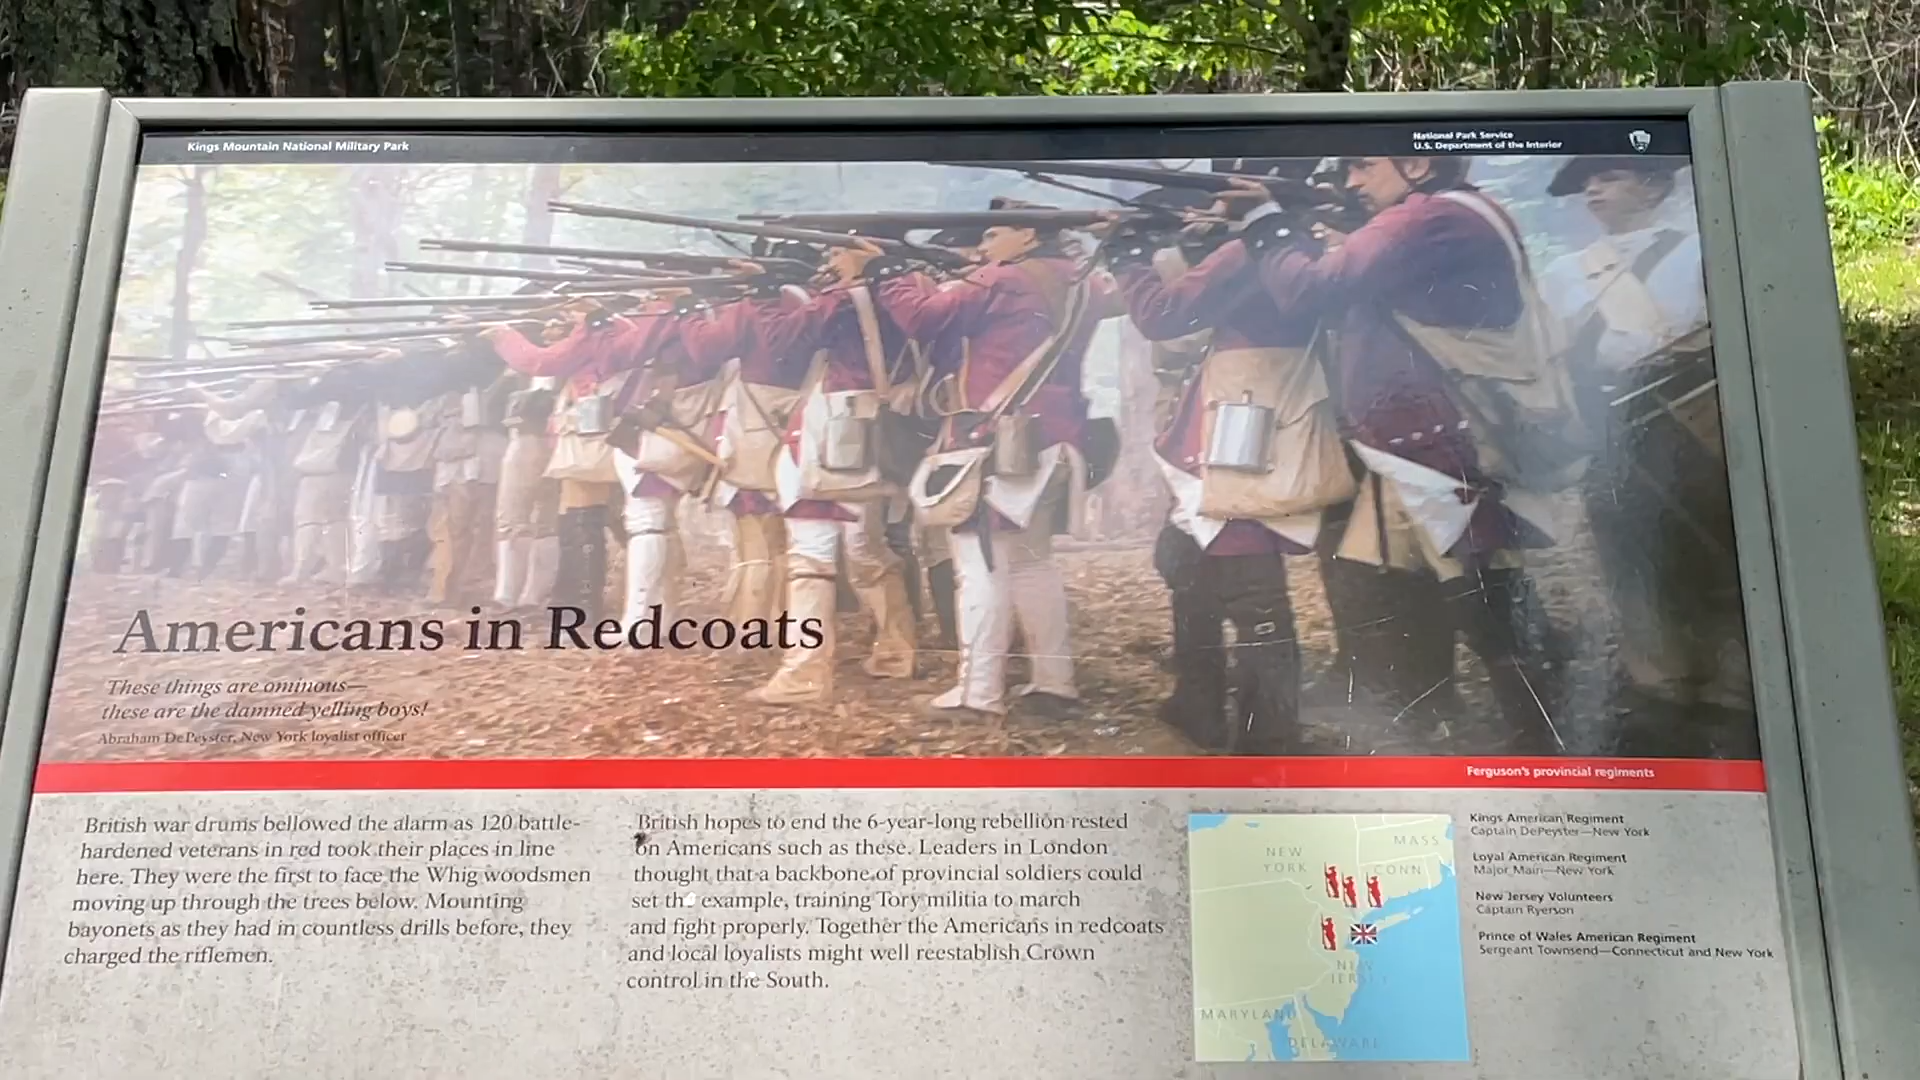 Kings Mountain National Military Park
National Park Service
U.S. Department of the Interior
Americans in Redcoats
These things are ominous—
these are the damned yelling boys!
Abraham DePeyster, New York loyalist officer
Ferguson's provincial regiments
British war drums bellowed the alarm as 120 battle-
hardened veterans in red took their places in line
here. They were the first to face the Whig woodsmen
moving up through the trees below. Mounting
bayonets as they had in countless drills before, they
charged the riflemen.
British hopes to end the 6-year-long rebellion rested
on Americans such as these. Leaders in London
thought that a backbone of provincial soldiers could
set the example, training Tory militia to march
and fight properly. Together the Americans in redcoats
and local loyalists might well reestablish Crown
control in the South.
MASS
NEW
YORK
CONN
NEW
JERSEY
MARYLAND
DELAWARE
Kings American Regiment
Captain DePeyster—New York
Loyal American Regiment
Major Main—New York
New Jersey Volunteers
Captain Ryerson
Prince of Wales American Regiment
Sergeant Townsend—Connecticut and New York